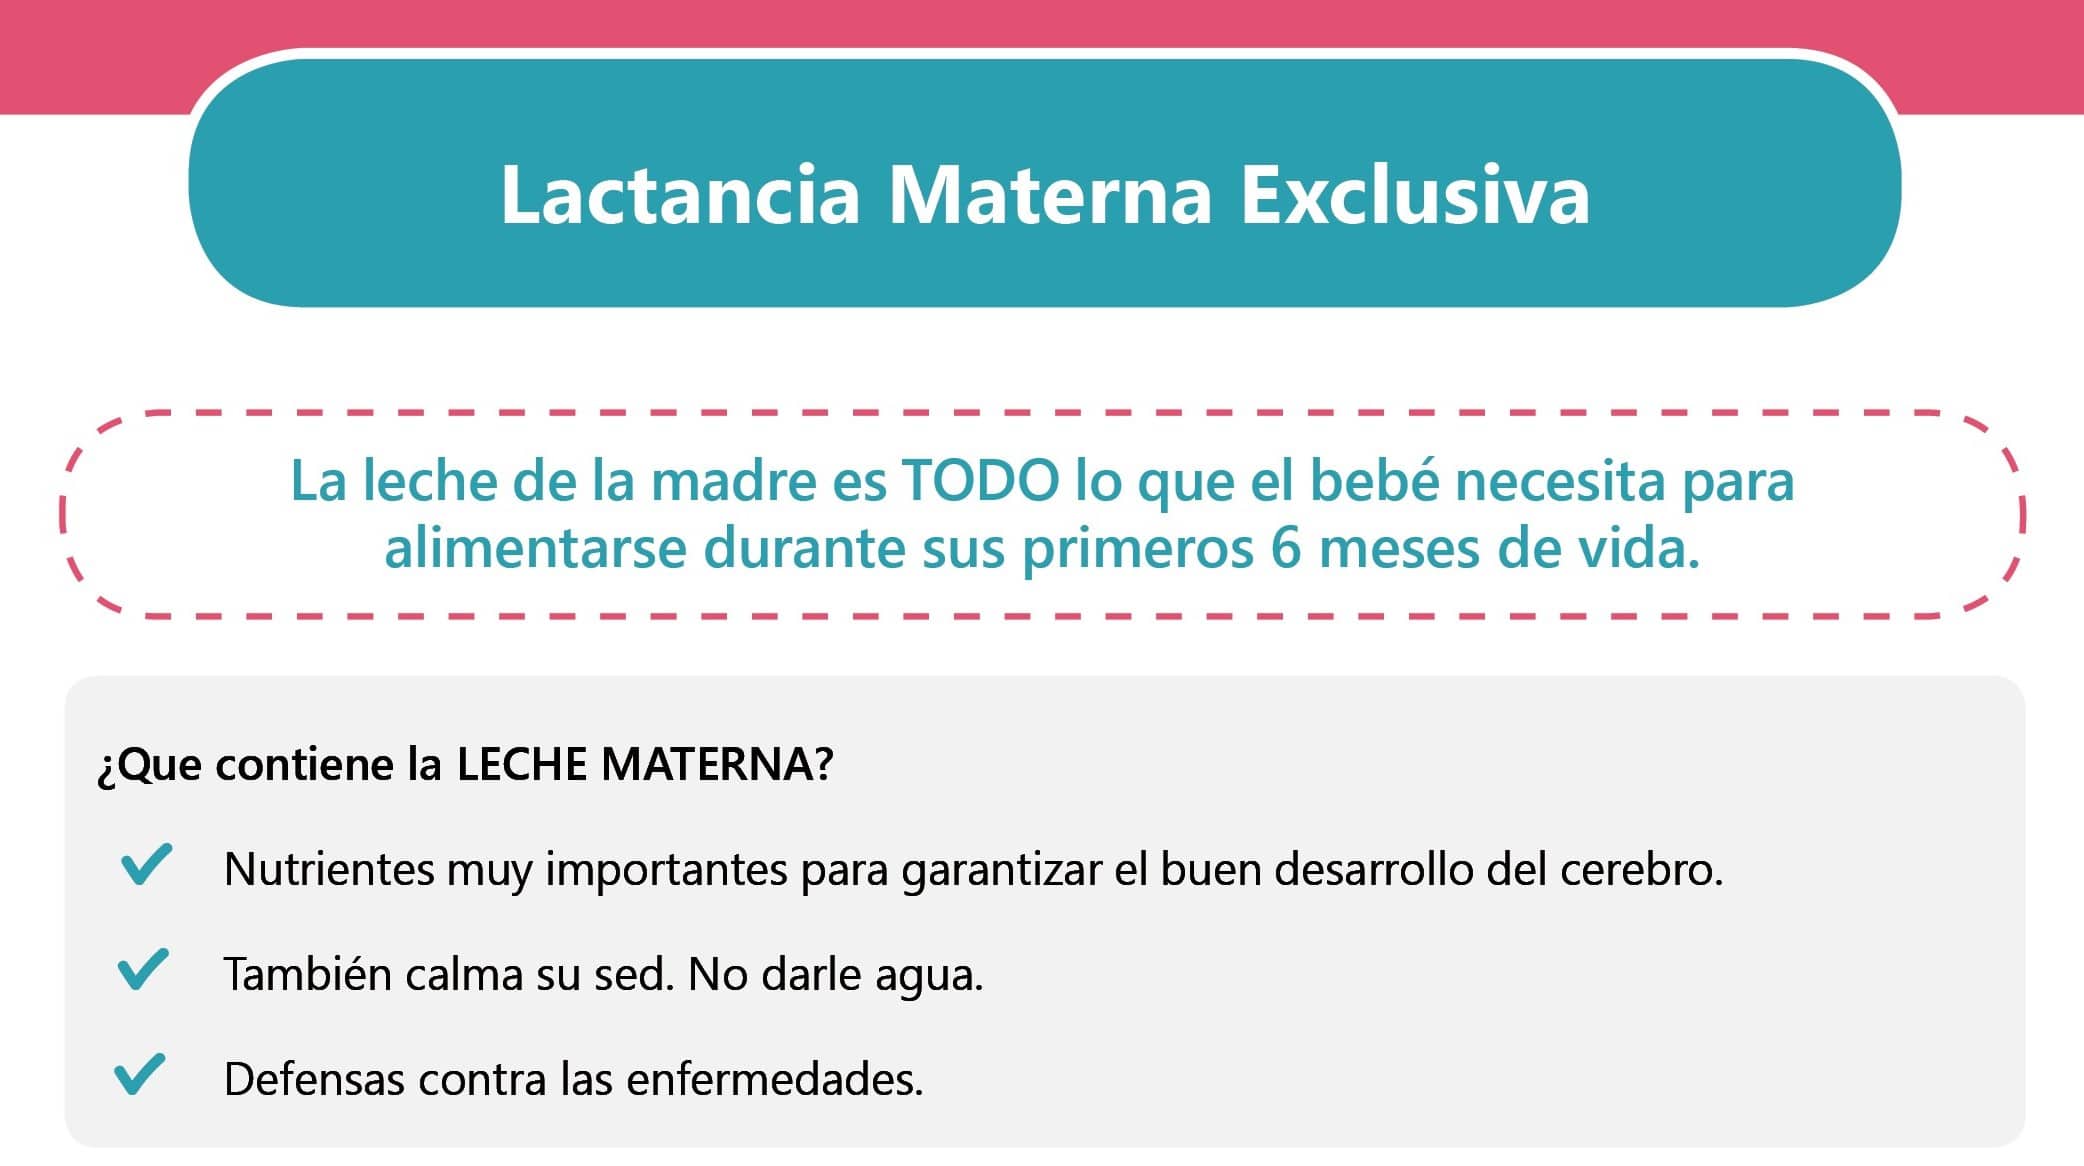 Lactancia Materna Exclusiva
La leche de la madre es TODO lo que el bebé necesita para
alimentarse durante sus primeros 6 meses de vida.
¿Que contiene la LECHE MATERNA?
Nutrientes muy importantes para garantizar el buen desarrollo del cerebro.
También calma su sed. No darle agua.
Defensas contra las enfermedades.